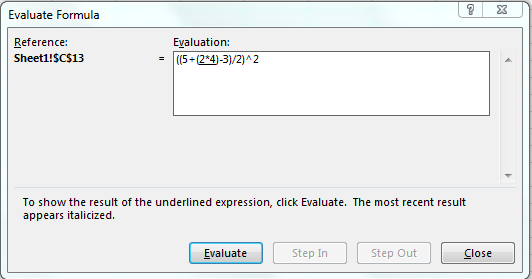 Evaluate Formula
Reference:
Evaluation:
Sheet1!$C$13
=
((5+(2*4)-3)/2)^2
To show the result of the underlined expression, click Evaluate.  The most recent result
appears italicized.
Evaluate
Step In
Step Out
Close